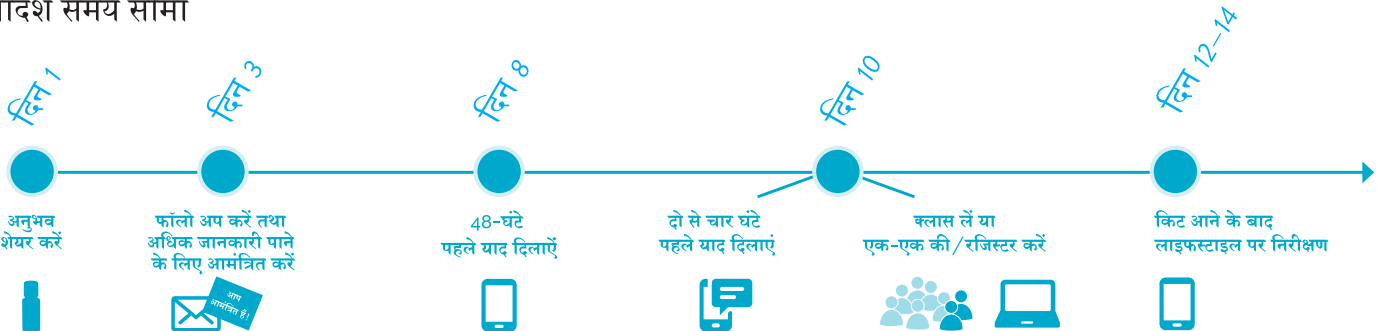 समय सीमा
दिन 1
दिन 3
दिन 8
दिन 10
दिन 12–14
अनुभव
शेयर करें
फॉलो अप करें तथा
अधिक जानकारी पाने
के लिए आमंत्रित करें
आप
आमंत्रित हैं!
48-घंटे
पहले याद दिलाऐं
दो से चार घंटे
पहले याद दिलाएं
क्लास लें या
एक-एक की/रजिस्टर करें
किट आने के बाद
लाइफस्टाइल पर निरीक्षण